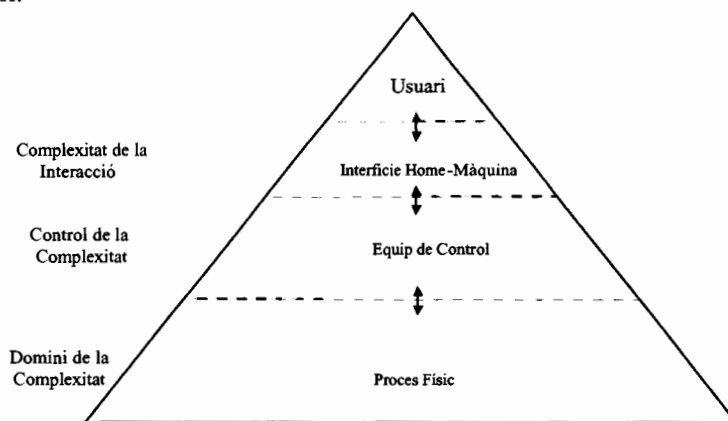 Usuari
Complexitat de la
Interacció
Interficie Home-Màquina
Control de la
Complexitat
Equip de Control
Domini de la
Complexitat
Proces Físic